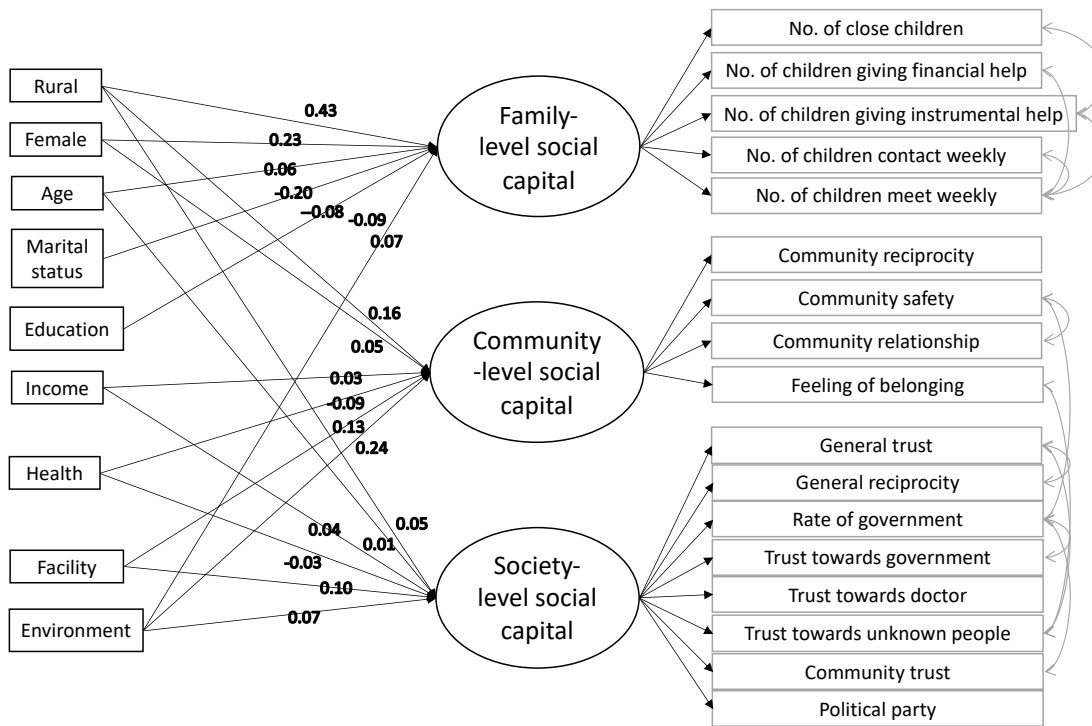 Rural
Female
Age
Marital
status
Education
Income
Health
Facility
Environment
0.43
0.23
0.06
-0.20
-0.08
-0.09
0.07
0.16
0.05
0.03
-0.09
0.13
0.24
0.05
0.04
0.01
-0.03
0.10
0.07
Family-
level social
capital
Community
-level social
capital
Society-
level social
capital
No. of close children
No. of children giving financial help
No. of children giving instrumental help
No. of children contact weekly
No. of children meet weekly
Community reciprocity
Community safety
Community relationship
Feeling of belonging
General trust
General reciprocity
Rate of government
Trust towards government
Trust towards doctor
Trust towards unknown people
Community trust
Political party